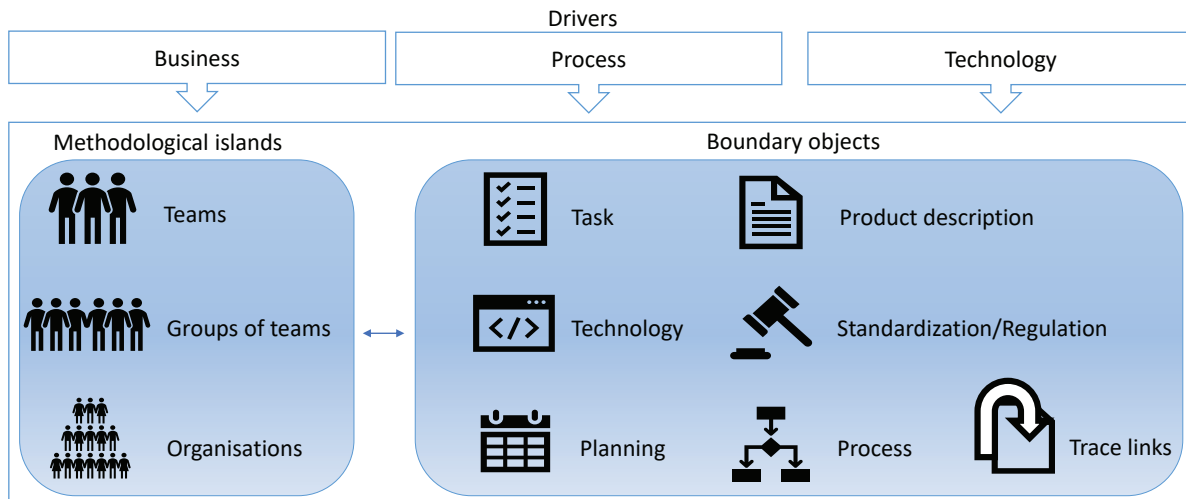 Drivers
Business
Process
Technology
Methodological islands
Boundary objects
Teams
Task
Product description
Groups of teams
</>
Technology
Standardization/Regulation
Organisations
Planning
Process
Trace links